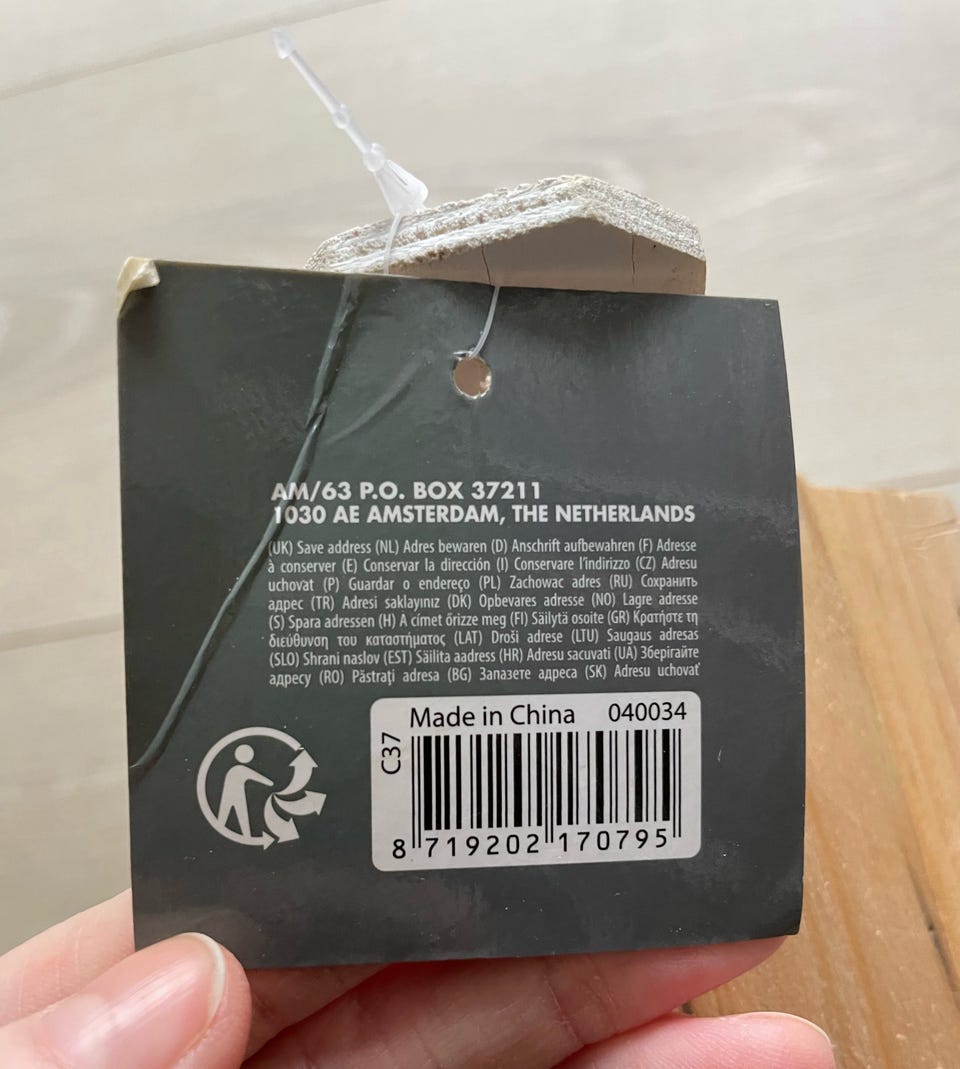 AM/63 P.O. BOX 37211
1030 AE AMSTERDAM, THE NETHERLANDS
(UK) Save address (NL) Adres bewaren (D) Anschrift aufbewahren (F) Adresse
à conserver (E) Conservar la dirección (I) Conservare l'indirizzo (CZ) Adresu
uchovat (P) Guardar o endereço (PL) Zachowac adres (RU) Сохранить
адрес (TR) Adresi saklayınız (DK) Opbevares adresse (NO) Lagre adresse
(S) Spara adressen (H) A címet őrizze meg (FI) Säilytä osoite (GR) Κρατήστε τη
διεύθυνση του καταστήματος (LAT) Droši adrese (LTU) Saugaus adresas
(SLO) Shrani naslov (EST) Säilita aadress (HR) Adresu sacuvati (UA) Зберігайте
адресу (RO) Păstrați adresa (BG) Запазете адреса (SK) Adresu uchovať
Made in China 040034
C37
8 719202 170795